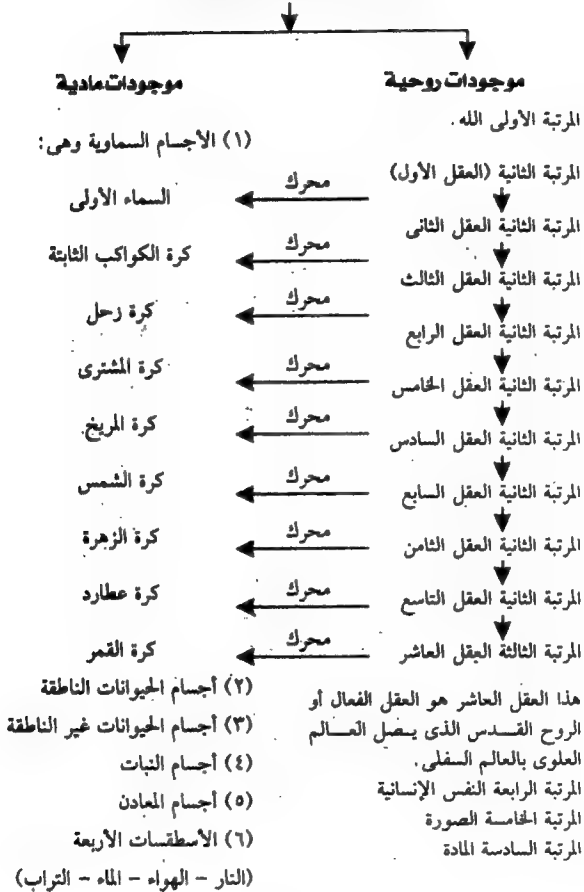 موجودات روحية
موجودات مادية
المرتبة الأولى الله.
(١) الأجسام السماوية وهى:
المرتبة الثانية (العقل الأول)
محرك
السماء الأولى
المرتبة الثانية العقل الثانى
محرك
كرة الكواكب الثابتة
المرتبة الثانية العقل الثالث
محرك
كرة زحل
المرتبة الثانية العقل الرابع
محرك
كرة المشترى
المرتبة الثانية العقل الخامس
محرك
كرة المريخ
المرتبة الثانية العقل السادس
محرك
كرة الشمس
المرتبة الثانية العقل السابع
محرك
كرة الزهرة
المرتبة الثانية العقل الثامن
محرك
كرة عطارد
المرتبة الثانية العقل التاسع
محرك
كرة القمر
المرتبة الثالثة العقل العاشر
هذا العقل العاشر هو العقل الفعال أو
الروح القدس الذى يصل العالم
العلوى بالعالم السفلى.
المرتبة الرابعة النفس الإنسانية
المرتبة الخامسة الصورة
المرتبة السادسة المادة
(٢) أجسام الحيوانات الناطقة
(٣) أجسام الحيوانات غير الناطقة
(٤) أجسام النبات
(٥) أجسام المعادن
(٦) الأسطقسات الأربعة
(النار - الهواء - الماء - التراب)